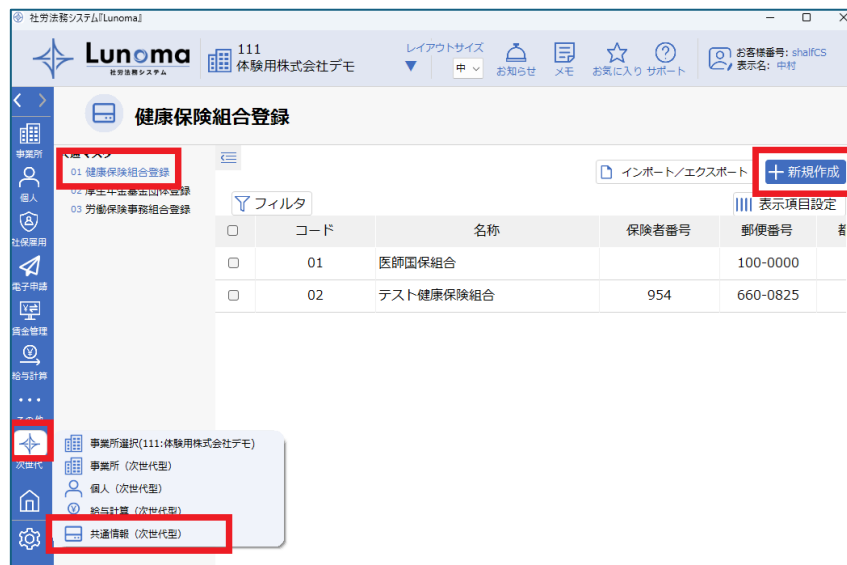 社労法務システム『Lunoma』
Lunoma
社労法務システム
111
体験用株式会社デモ
レイアウトサイズ
▼ 中
お知らせ
メモ
お気に入り
サポート
お客様番号: shalfCS
表示名: 中村
健康保険組合登録
事業所
個人
電子申請
賃金管理
給与計算
次世代
01 健康保険組合登録
02 厚生年金基金団体登録
03 労働保険事務組合登録
インポート/エクスポート
新規作成
フィルタ
表示項目設定
コード 名称 保険者番号 郵便番号
01 医師国保組合 100-0000
02 テスト健康保険組合 954 660-0825
事業所選択(111:体験用株式会社デモ)
事業所（次世代型）
個人（次世代型）
給与計算（次世代型）
共通情報（次世代型）